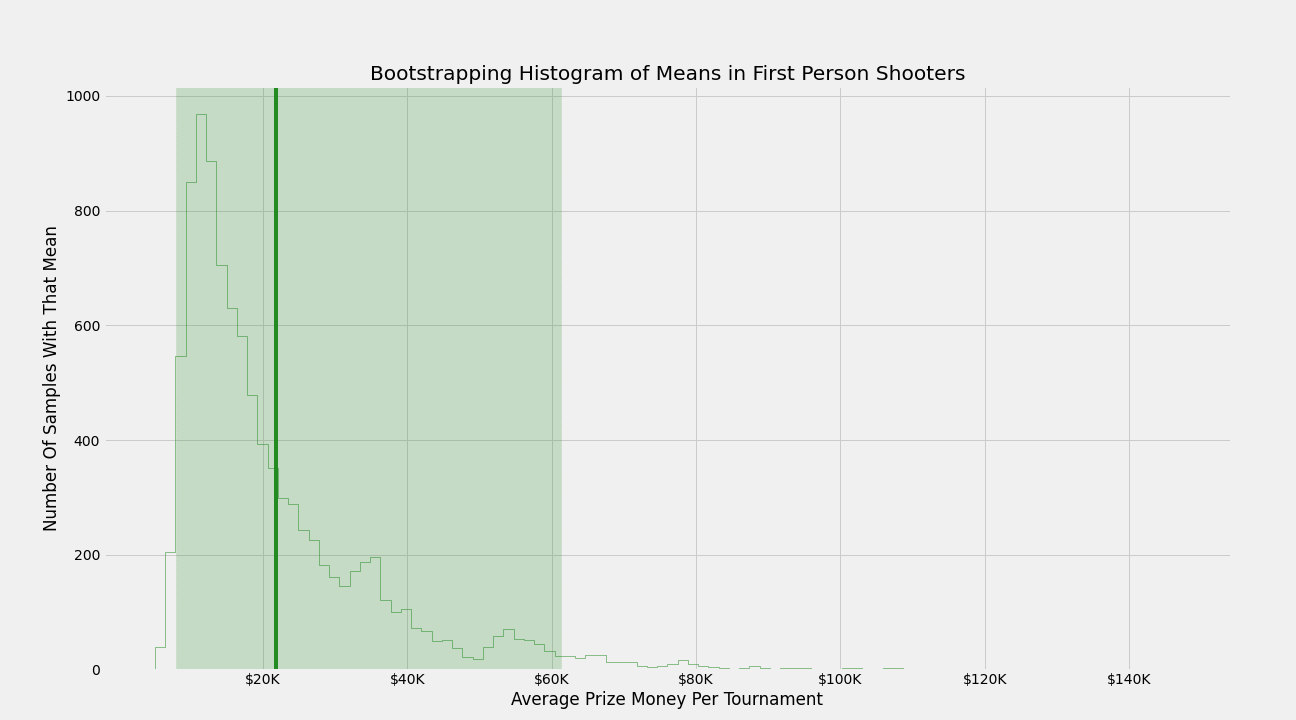 Bootstrapping Histogram of Means in First Person Shooters
1000
800
600
400
200
0
Number Of Samples With That Mean
$20K $40K $60K $80K $100K $120K $140K
Average Prize Money Per Tournament